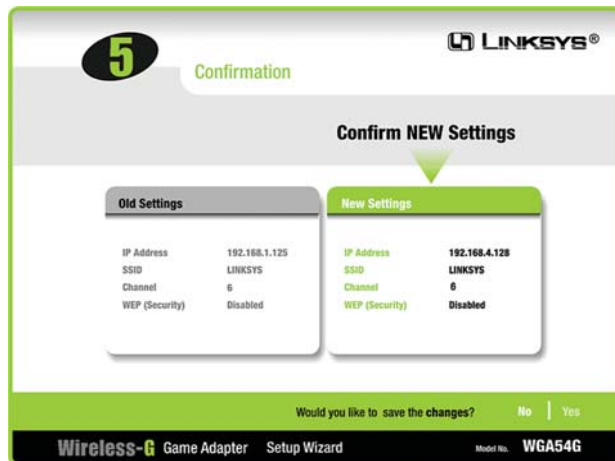 5
LINKSYS®
Confirmation
Confirm NEW Settings
Old Settings
IP Address 192.168.1.125
SSID LINKSYS
Channel 6
WEP (Security) Disabled
New Settings
IP Address 192.168.4.128
SSID LINKSYS
Channel 6
WEP (Security) Disabled
Would you like to save the changes? No Yes
Wireless-G Game Adapter Setup Wizard Model No. WGA54G